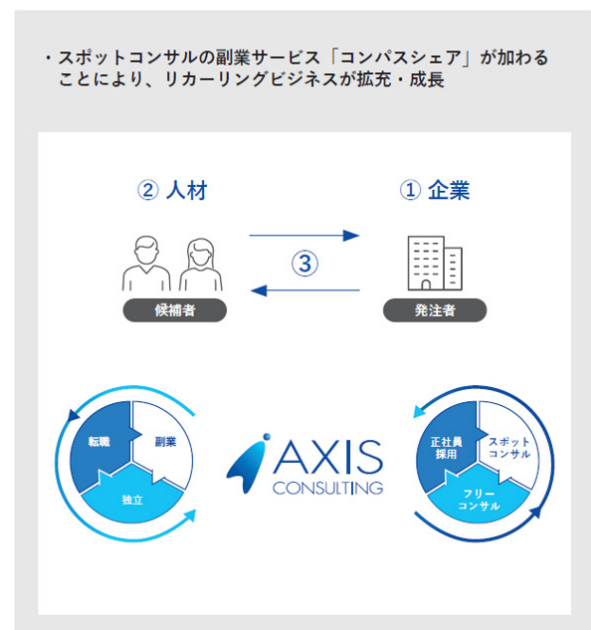 ・スポットコンサルの副業サービス「コンパスシェア」が加わる
ことにより、リカーリングビジネスが拡充・成長
② 人材
① 企業
③
候補者
発注者
転職
副業
独立
AXIS
CONSULTING
正社員
採用
スポット
コンサル
フリー
コンサル